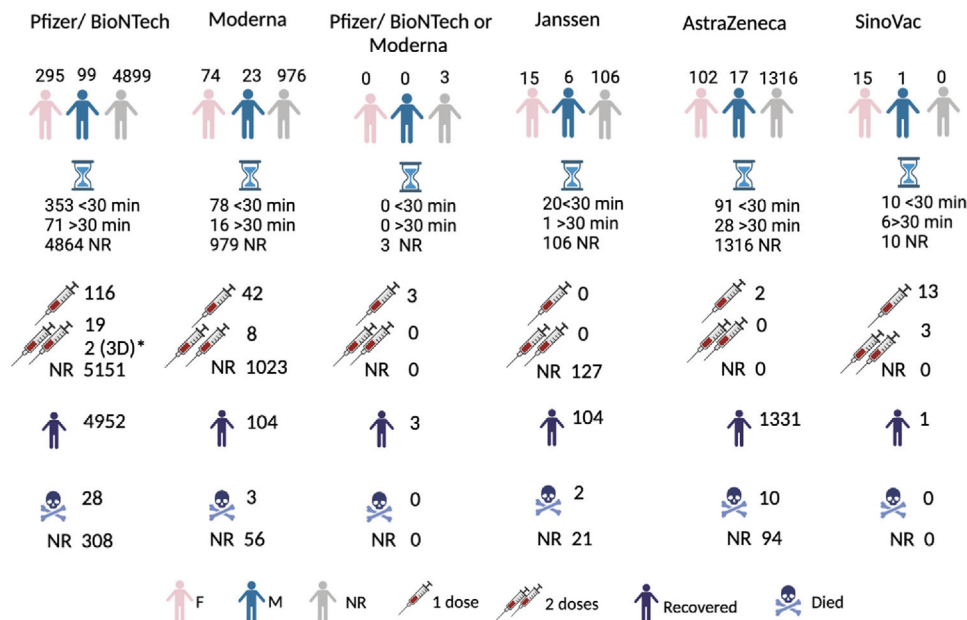 Pfizer/ BioNTech
Moderna
Pfizer/ BioNTech or
Moderna
Janssen
AstraZeneca
SinoVac
295 99 4899
74 23 976
0 0 3
15 6 106
102 17 1316
15 1 0
353 <30 min
71 >30 min
4864 NR
78 <30 min
16 >30 min
979 NR
0 <30 min
0 >30 min
3 NR
20<30 min
1 >30 min
106 NR
91 <30 min
28 >30 min
1316 NR
10 <30 min
6>30 min
10 NR
116
19
2 (3D)*
NR 5151
42
8
NR 1023
3
0
NR 0
0
0
NR 127
2
0
NR 0
13
3
NR 0
4952
104
3
104
1331
1
28
3
0
2
10
0
NR 308
NR 56
NR 0
NR 21
NR 94
NR 0
F M NR 1 dose 2 doses Recovered Died